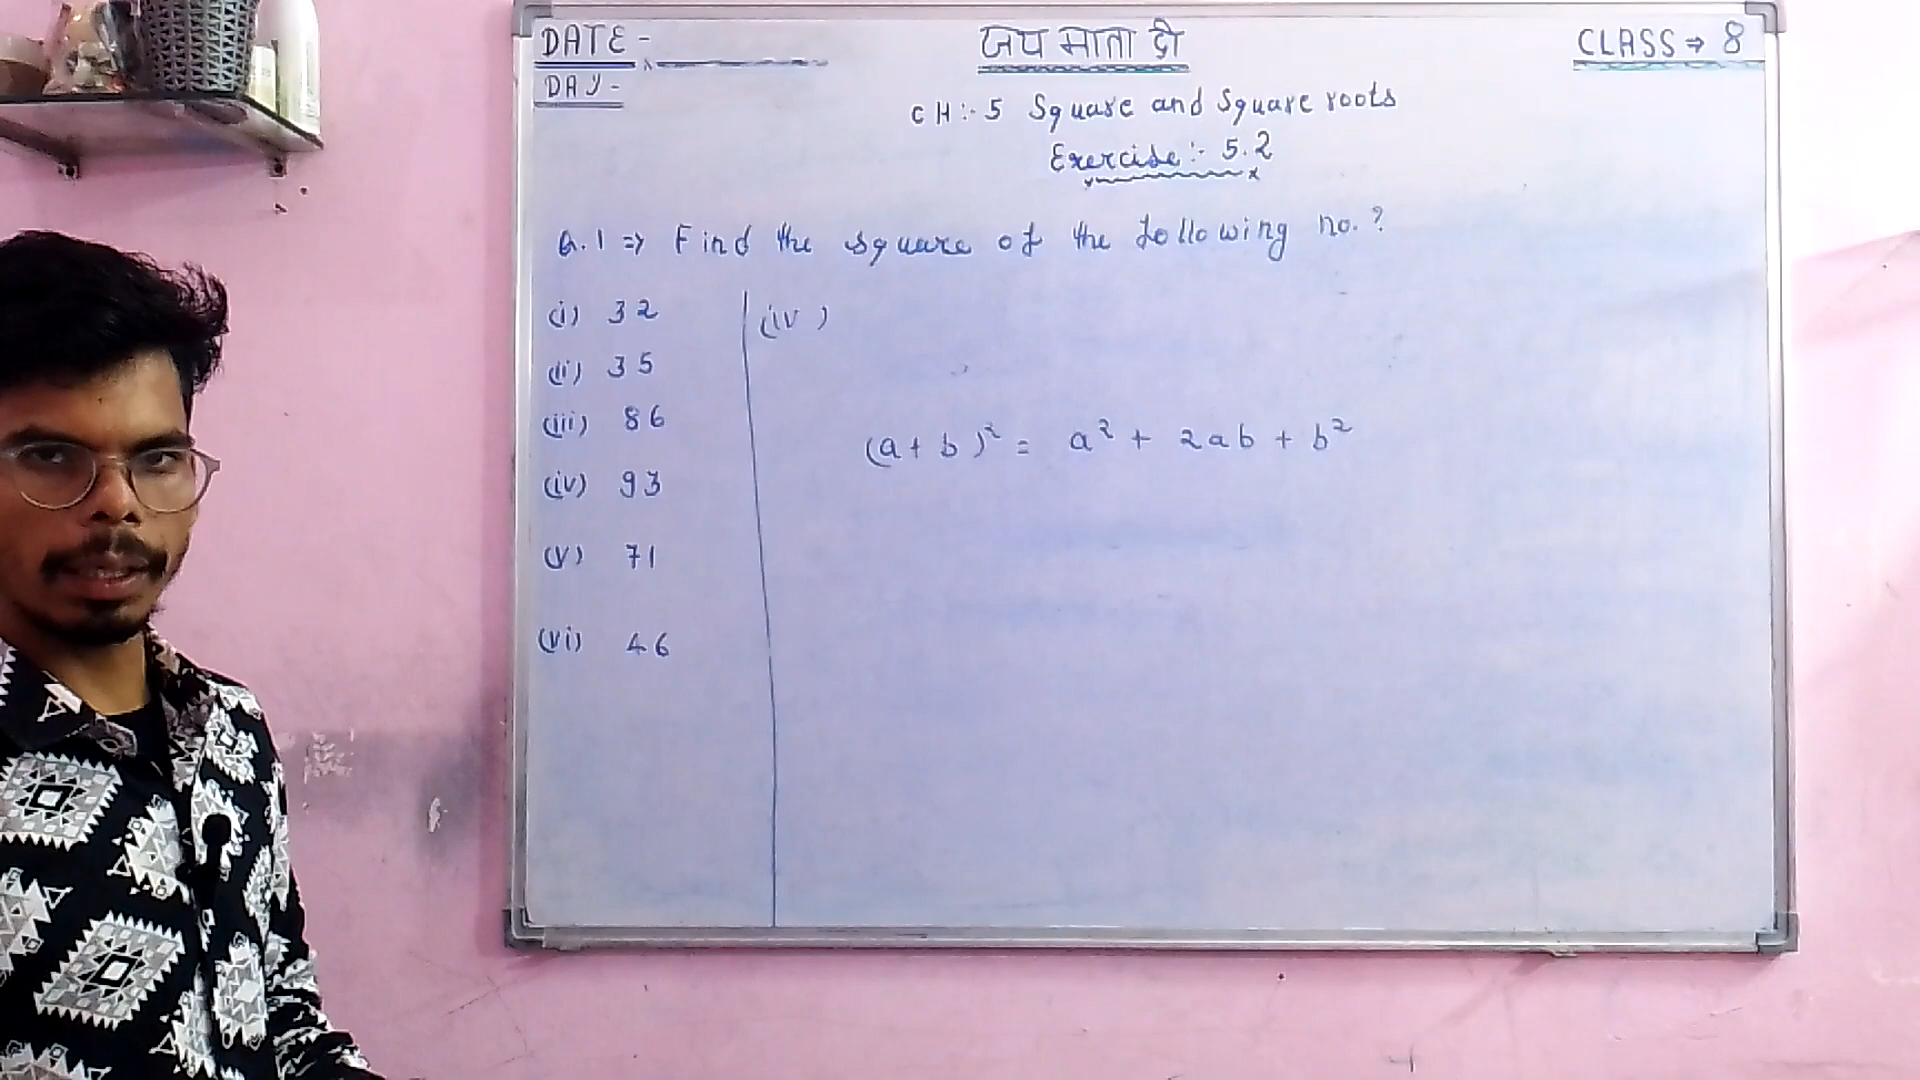 DATE -
DAY -
जय माता दी
CLASS → 8
CH:- 5 Square and Square roots
Exercise:- 5.2
Q.1 => Find the square of the following no.?
(i) 32
(ii) 35
(iii) 86
(iv) 93
(v) 71
(vi) 46
(iv)
(a + b)² = a² + 2ab + b²